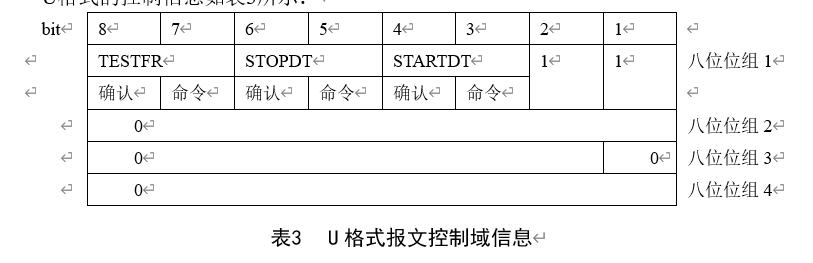 U格式的控制信息如表3所示：
bit 8 7 6 5 4 3 2 1
TESTFR STOPDT STARTDT 1 1 八位位组 1
确认 命令 确认 命令 确认 命令
0 八位位组 2
0 0 八位位组 3
0 八位位组 4
表3 U 格式报文控制域信息